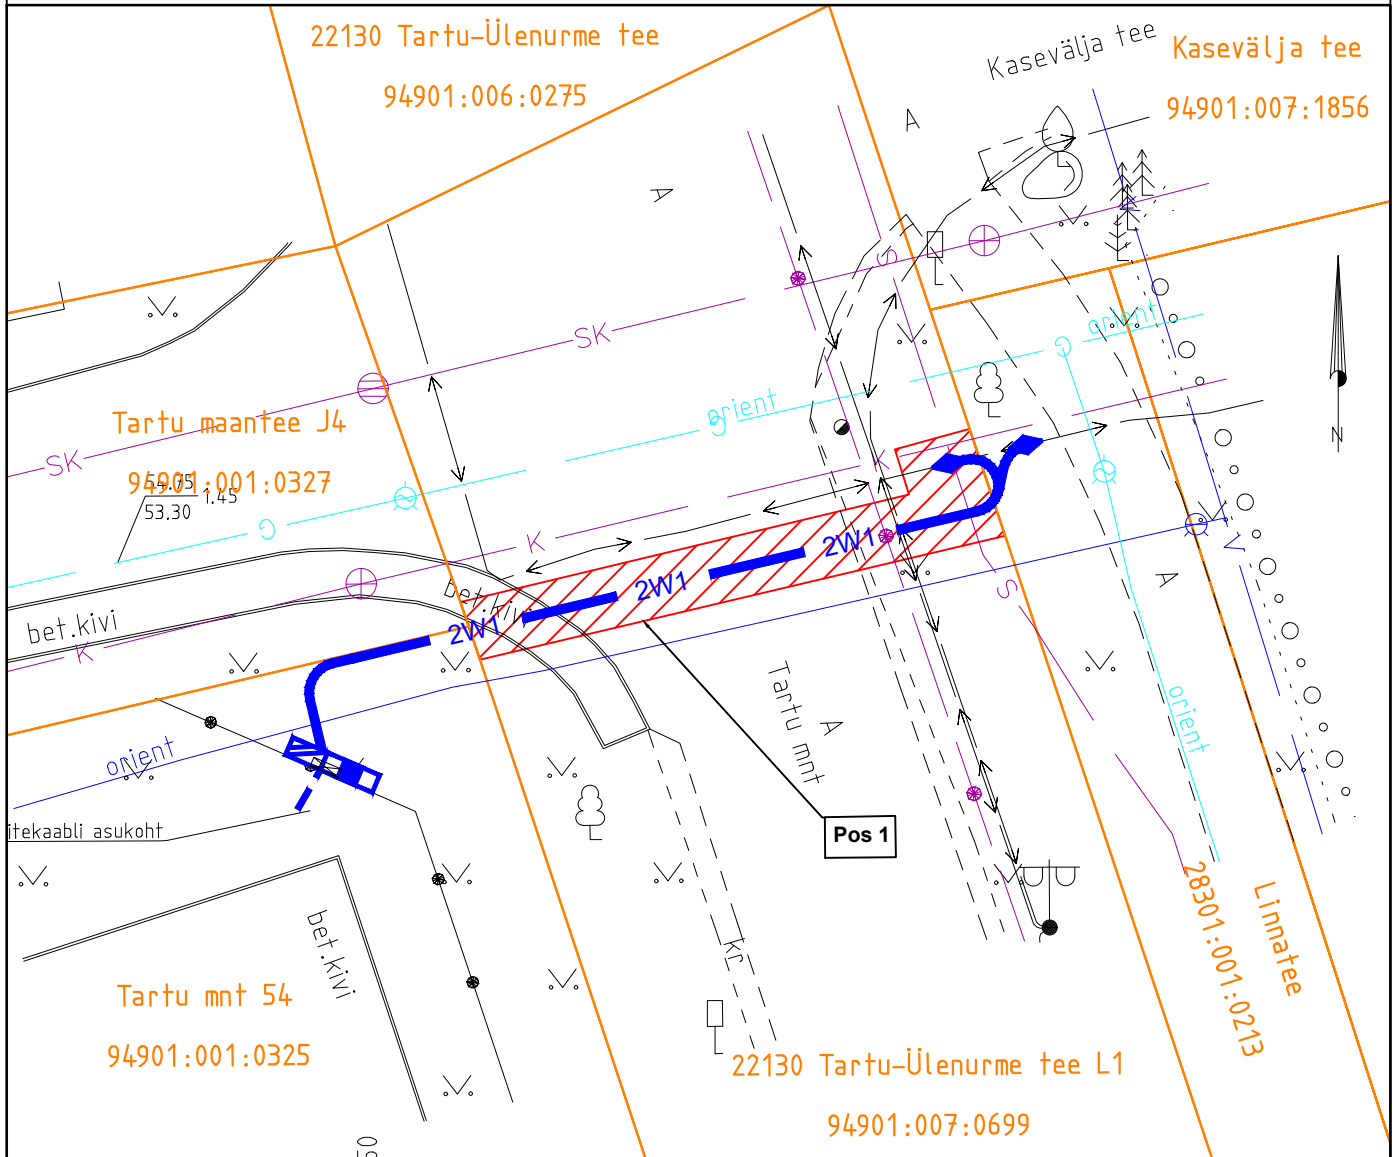 22130 Tartu-Ülenurme tee
94901:006:0275
Kasevälja tee
Kasevälja tee
94901:007:1856
A
A
S
SK
orient
G
orient
G
Tartu maantee J4
94901:001:0327
SK
54.75
1.45
53.30
G
K
K
N
bet.kivi
bet.kivi
K
2W1
2W1
2W1
V
A
S
orient
Tartu mnt
A
orient
Pos 1
itekaabli asukoht
bet.kivi
kr
28301:001:0213
Linnatee
Tartu mnt 54
94901:001:0325
22130 Tartu-Ülenurme tee L1
94901:007:0699